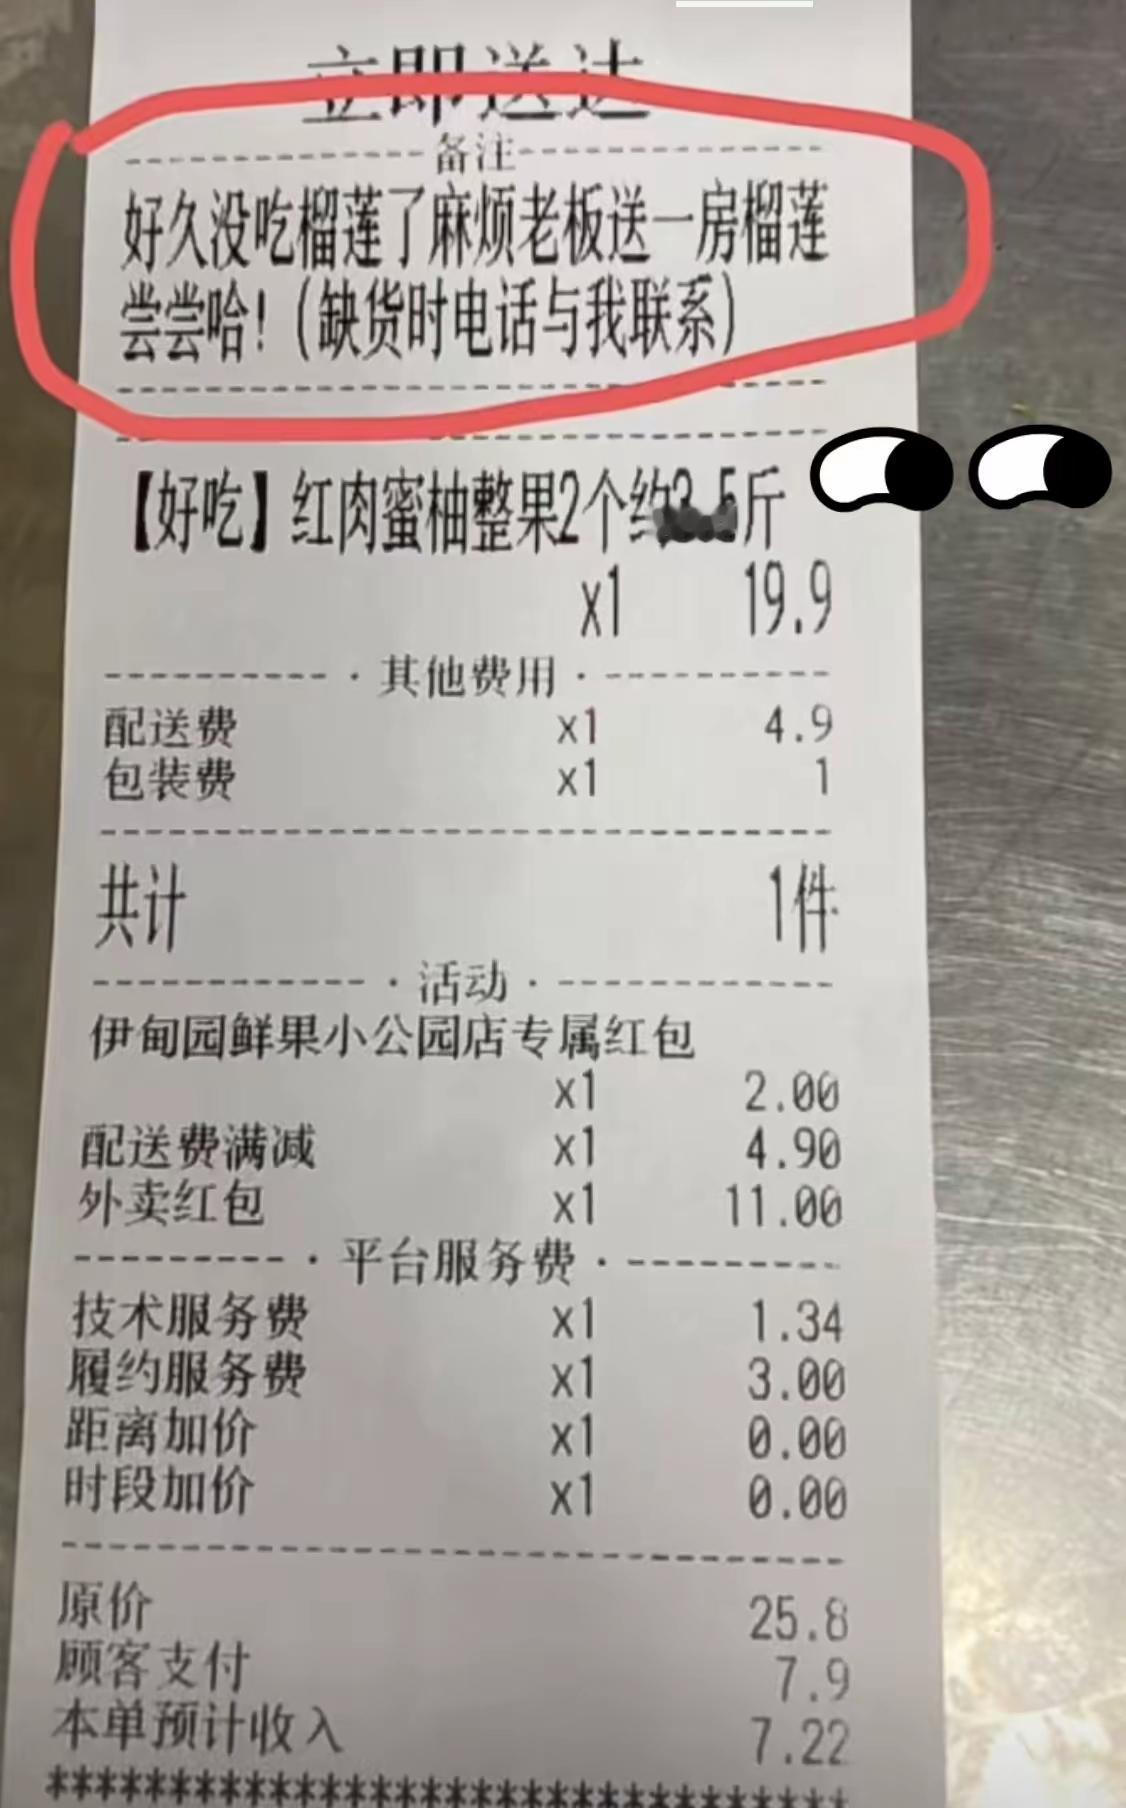 立即送达
备注
好久没吃榴莲了麻烦老板送一房榴莲
尝尝哈!(缺货时电话与我联系)
【好吃】红肉蜜柚整果2个约3.5斤
x1 19.9
其他费用
配送费 x1 4.9
包装费 x1 1
共计 1件
活动
伊甸园鲜果小公园店专属红包
x1 2.00
配送费满减 x1 4.90
外卖红包 x1 11.00
平台服务费
技术服务费 x1 1.34
履约服务费 x1 3.00
距离加价 x1 0.00
时段加价 x1 0.00
原价 25.8
顾客支付 7.9
本单预计收入 7.22